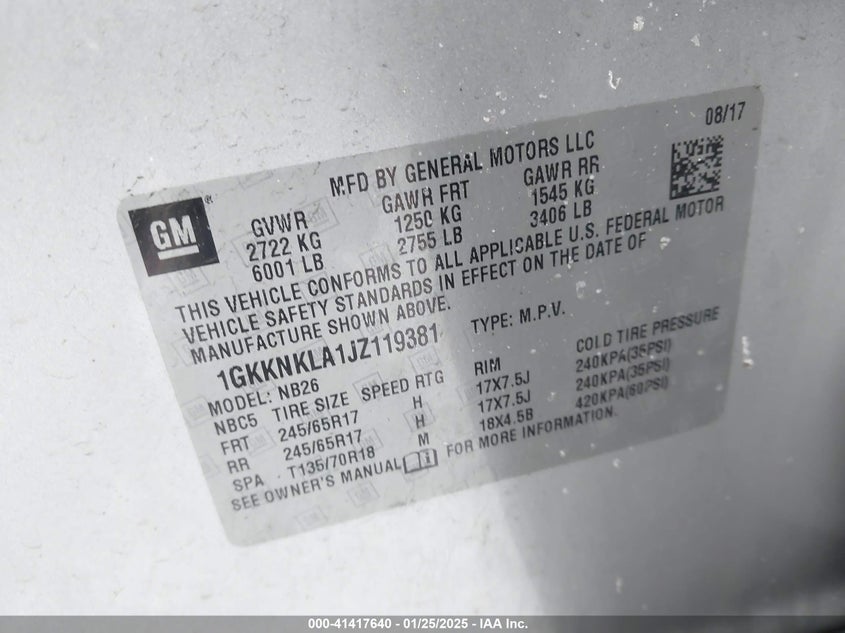 08/17
MFD BY GENERAL MOTORS LLC
GM®
GVWR GAWR FRT GAWR RR
2722 KG 1250 KG 1545 KG
6001 LB 2755 LB 3406 LB
THIS VEHICLE CONFORMS TO ALL APPLICABLE U.S. FEDERAL MOTOR
VEHICLE SAFETY STANDARDS IN EFFECT ON THE DATE OF
MANUFACTURE SHOWN ABOVE.
1GKKNKLA1JZ119381 TYPE: M.P.V.
MODEL: NB26
NBC5 TIRE SIZE SPEED RTG RIM COLD TIRE PRESSURE
FRT 245/65R17 H 17X7.5J 240KPA(35PSI)
RR 245/65R17 H 17X7.5J 240KPA(35PSI)
SPA T135/70R18 M 18X4.5B 420KPA(60PSI)
SEE OWNER'S MANUAL FOR MORE INFORMATION.
000-41417640 - 01/25/2025 - IAA Inc.